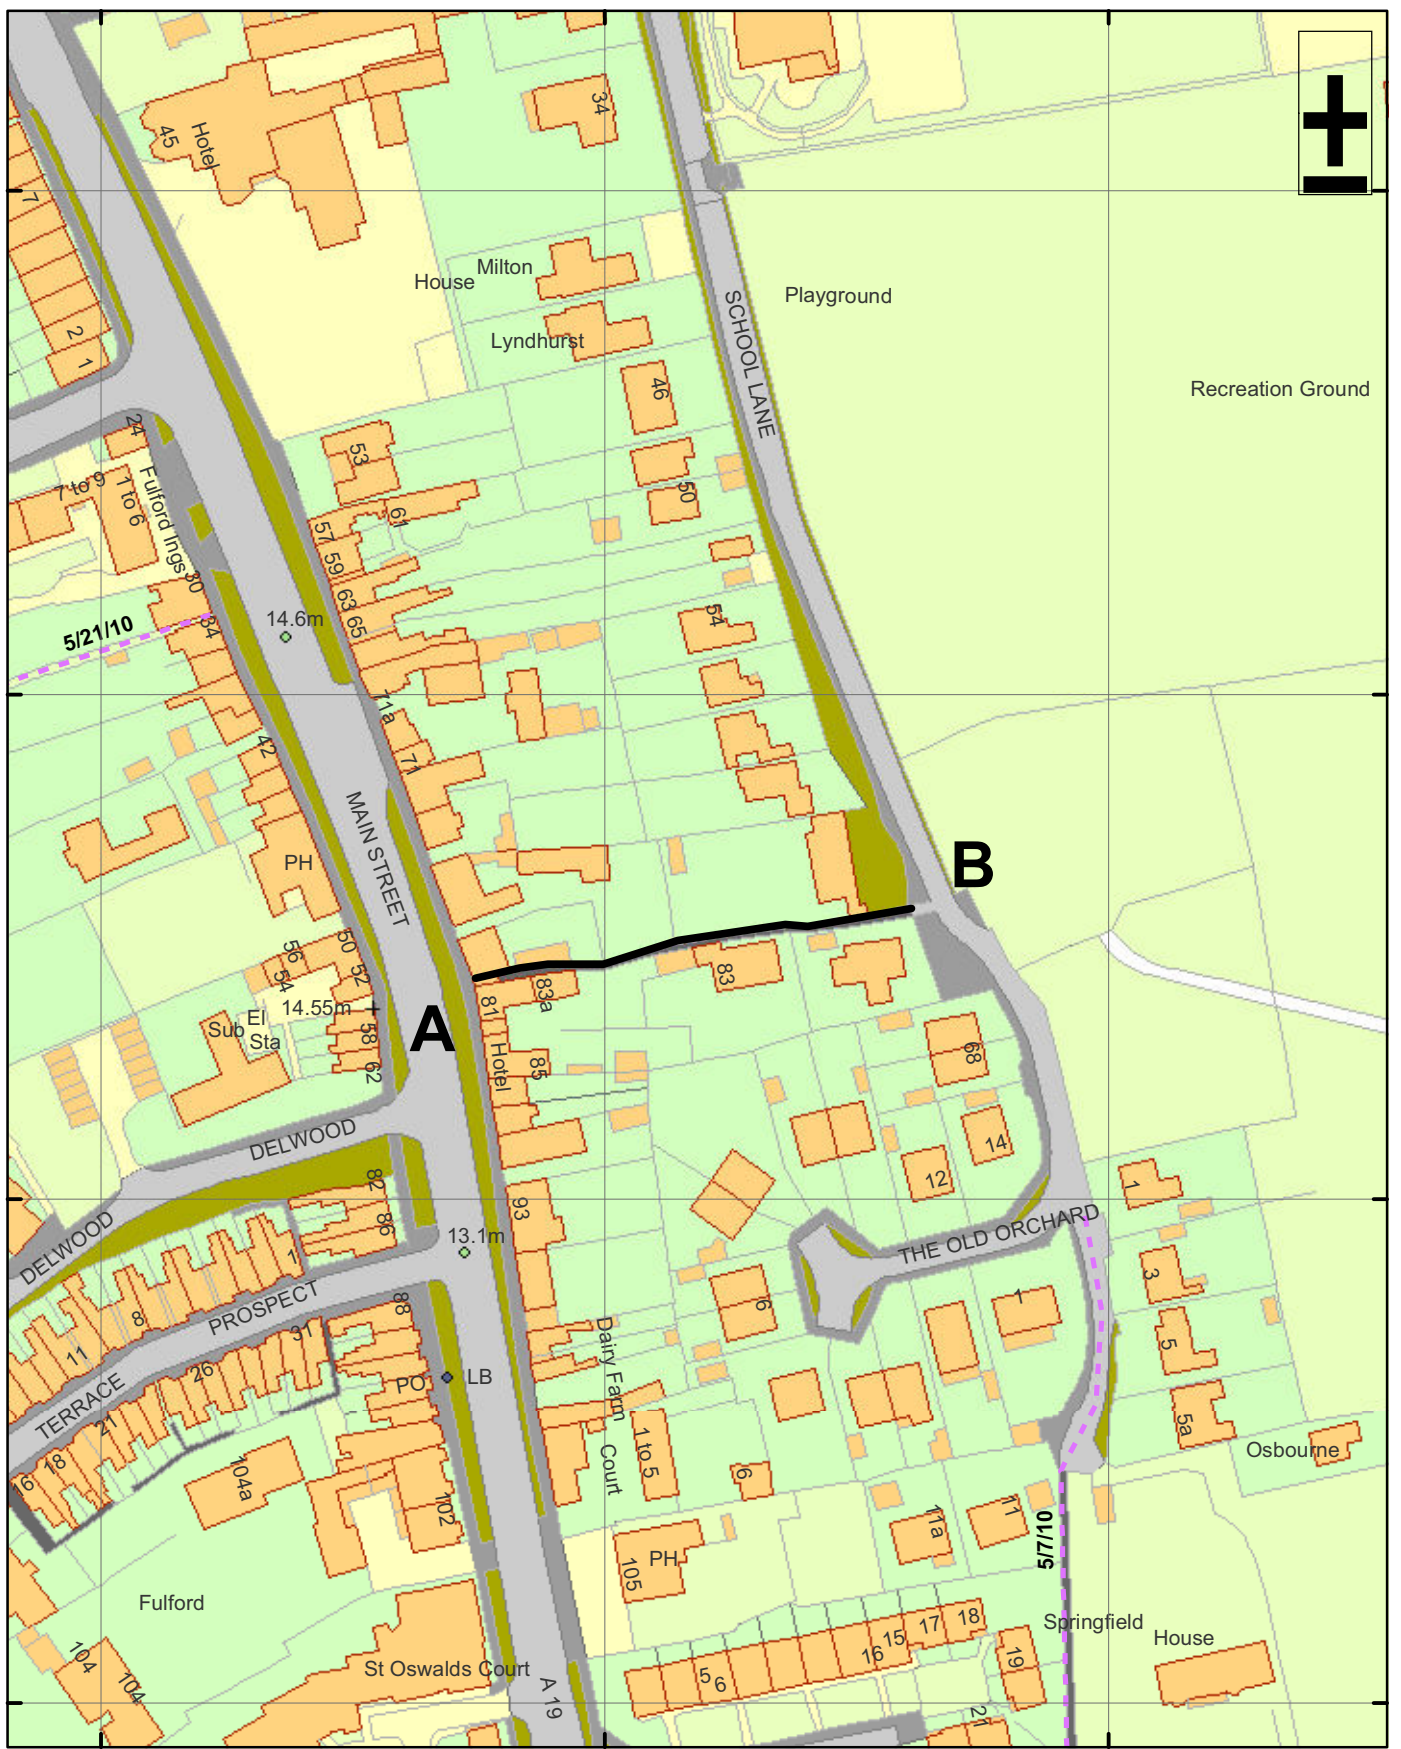 45
Hotel
34
7
House
Milton
Playground
SCHOOL LANE
Lyndhurst
2
1
46
Recreation Ground
24
53
7 to 9
1 to 6
Fulford Ings
50
61
57
59
30
63
65
54
34
5/21/10
14.6m
71a
42
71
MAIN STREET
PH
B
50
56
54
52
83
83a
81
14.55m
El
Sub
Sta
58
62
A
Hotel
85
68
DELWOOD
14
12
82
86
93
1
DELWOOD
13.1m
THE OLD ORCHARD
1
3
8
PROSPECT
88
6
1
5
11
31
Dairy Farm
Court
26
PO
LB
TERRACE
21
5a
Osbourne
18
16
104a
1 to 5
6
102
11a
11
5/7/10
PH
105
Fulford
18
17
15
16
Springfield
House
104
104
St Oswalds Court
5
6
19
A 19
21